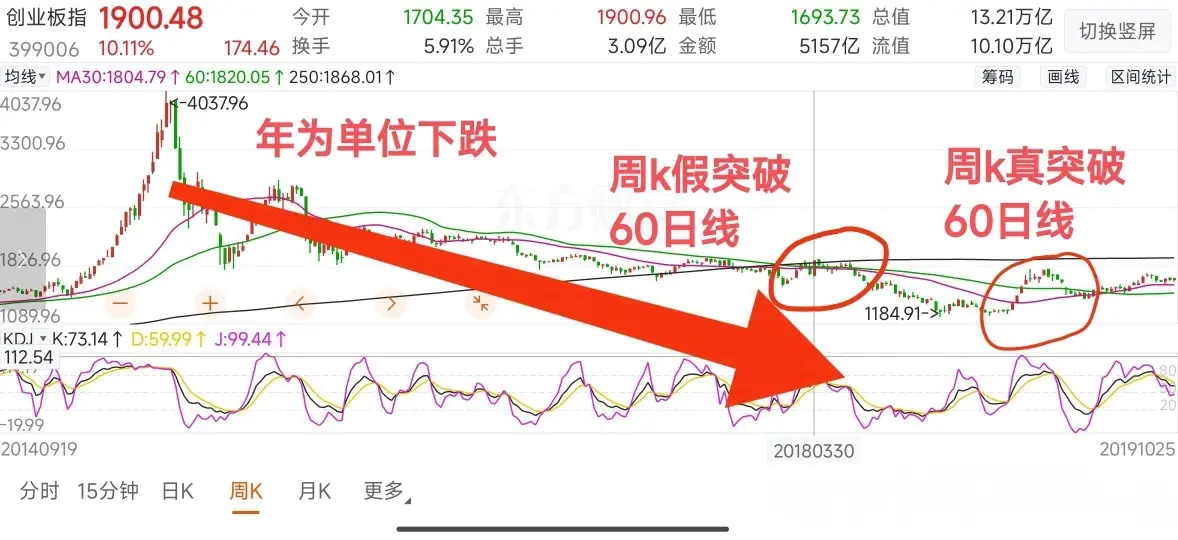 创业板指 1900.48 今开 1704.35 最高 1900.96 最低 1693.73 总值 13.21万亿 切换竖屏
399006 10.11% 174.46 换手 5.91% 总手 3.09亿 金额 5157亿 流值 10.10万亿
均线 MA30:1804.79↑ 60:1820.05↑ 250:1868.01↑ 筹码 画线 区间统计
4037.96
4037.96
年为单位下跌
3300.96
周k假突破
60日线
周k真突破
60日线
2563.96
东方财
1826.96
1184.91
1089.96
KDJ K:73.14↑ D:59.99↑ J:99.44↑
112.54
80
20
-19.99
20140919 20180330 20191025
分时 15分钟 日K 周K 月K 更多